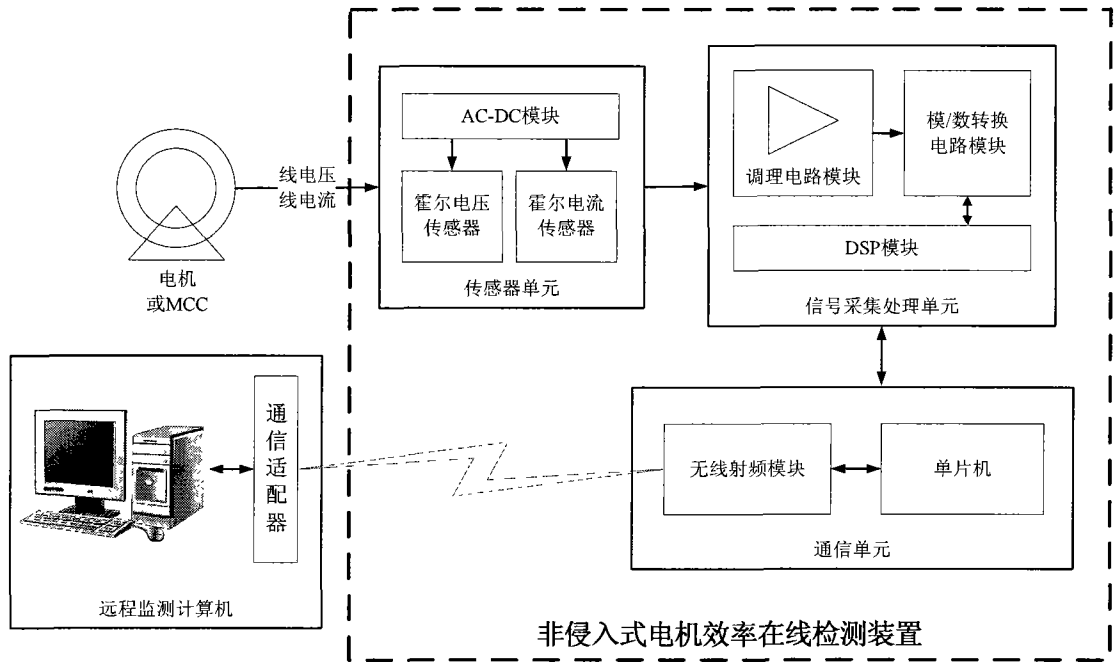 线电压
线电流
电机
或MCC
AC-DC模块
霍尔电压
传感器
霍尔电流
传感器
传感器单元
调理电路模块
模/数转换
电路模块
DSP模块
信号采集处理单元
通信适配器
远程监测计算机
无线射频模块
单片机
通信单元
非侵入式电机效率在线检测装置